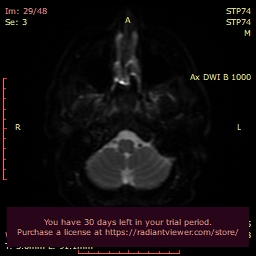 Im: 29/48
Se: 3
A
STP74
STP74
M
Ax DWI B 1000
R
L
You have 30 days left in your trial period.
Purchase a license at https://radiantviewer.com/store/